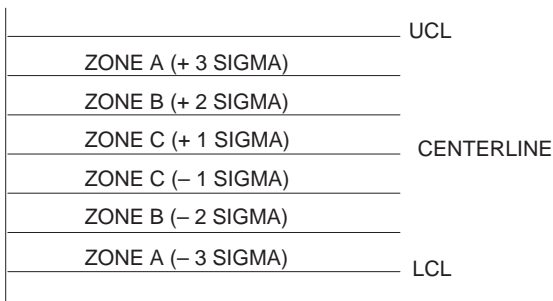 UCL
ZONE A (+ 3 SIGMA)
ZONE B (+ 2 SIGMA)
ZONE C (+ 1 SIGMA)
CENTERLINE
ZONE C (– 1 SIGMA)
ZONE B (– 2 SIGMA)
ZONE A (– 3 SIGMA)
LCL